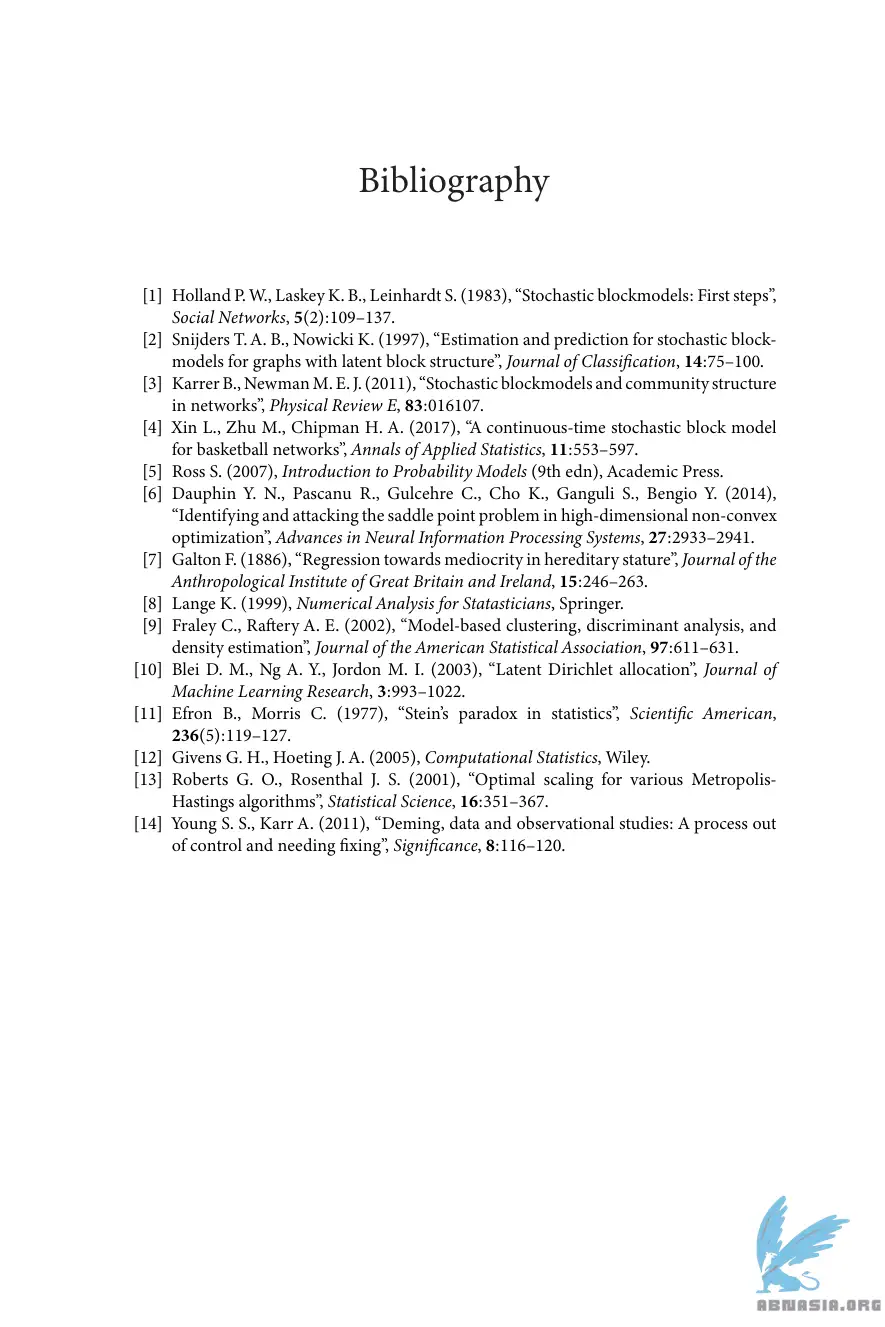 Bibliography
[1] Holland P. W., Laskey K. B., Leinhardt S. (1983), “Stochastic blockmodels: First steps”,
Social Networks, 5(2):109–137.
[2] Snijders T. A. B., Nowicki K. (1997), “Estimation and prediction for stochastic block-
models for graphs with latent block structure”, Journal of Classification, 14:75–100.
[3] Karrer B., Newman M. E. J. (2011), “Stochastic blockmodels and community structure
in networks”, Physical Review E, 83:016107.
[4] Xin L., Zhu M., Chipman H. A. (2017), “A continuous-time stochastic block model
for basketball networks”, Annals of Applied Statistics, 11:553–597.
[5] Ross S. (2007), Introduction to Probability Models (9th edn), Academic Press.
[6] Dauphin Y. N., Pascanu R., Gulcehre C., Cho K., Ganguli S., Bengio Y. (2014),
“Identifying and attacking the saddle point problem in high-dimensional non-convex
optimization”, Advances in Neural Information Processing Systems, 27:2933–2941.
[7] Galton F. (1886), “Regression towards mediocrity in hereditary stature”, Journal of the
Anthropological Institute of Great Britain and Ireland, 15:246–263.
[8] Lange K. (1999), Numerical Analysis for Statasticians, Springer.
[9] Fraley C., Raftery A. E. (2002), “Model-based clustering, discriminant analysis, and
density estimation”, Journal of the American Statistical Association, 97:611–631.
[10] Blei D. M., Ng A. Y., Jordon M. I. (2003), “Latent Dirichlet allocation”, Journal of
Machine Learning Research, 3:993–1022.
[11] Efron B., Morris C. (1977), “Stein’s paradox in statistics”, Scientific American,
236(5):119–127.
[12] Givens G. H., Hoeting J. A. (2005), Computational Statistics, Wiley.
[13] Roberts G. O., Rosenthal J. S. (2001), “Optimal scaling for various Metropolis-
Hastings algorithms”, Statistical Science, 16:351–367.
[14] Young S. S., Karr A. (2011), “Deming, data and observational studies: A process out
of control and needing fixing”, Significance, 8:116–120.
ABNASIA.ORG